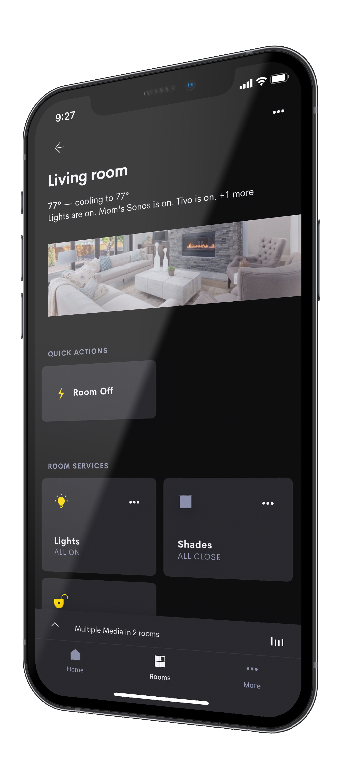 9:27
Living room
77° — cooling to 77°
Lights are on. Mom's Sonos is on. Tivo is on. +1 more
QUICK ACTIONS
Room Off
ROOM SERVICES
Lights
ALL ON
Shades
ALL CLOSE
Multiple Media in 2 rooms
Home
Rooms
More